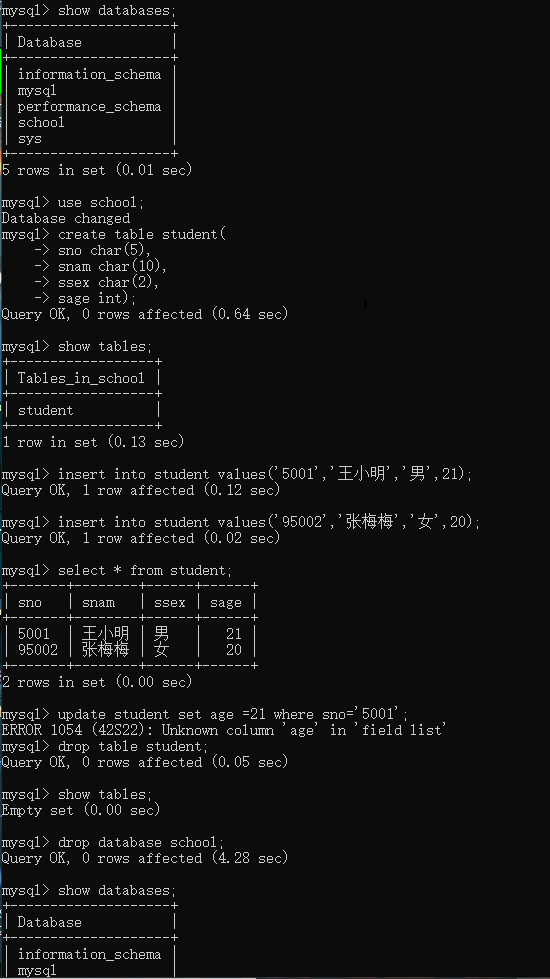 mysql> show databases;
+--------------------+
| Database           |
+--------------------+
| information_schema |
| mysql              |
| performance_schema |
| school             |
| sys                |
+--------------------+
5 rows in set (0.01 sec)
mysql> use school;
Database changed
mysql> create table student(
    -> sno char(5),
    -> snam char(10),
    -> ssex char(2),
    -> sage int);
Query OK, 0 rows affected (0.64 sec)
mysql> show tables;
+------------------+
| Tables_in_school |
+------------------+
| student          |
+------------------+
1 row in set (0.13 sec)
mysql> insert into student values('5001','王小明','男',21);
Query OK, 1 row affected (0.12 sec)
mysql> insert into student values('95002','张梅梅','女',20);
Query OK, 1 row affected (0.02 sec)
mysql> select * from student;
+-------+--------+------+------+
| sno   | snam   | ssex | sage |
+-------+--------+------+------+
| 5001  | 王小明 | 男   |   21 |
| 95002 | 张梅梅 | 女   |   20 |
+-------+--------+------+------+
2 rows in set (0.00 sec)
mysql> update student set age =21 where sno='5001';
ERROR 1054 (42S22): Unknown column 'age' in 'field list'
mysql> drop table student;
Query OK, 0 rows affected (0.05 sec)
mysql> show tables;
Empty set (0.00 sec)
mysql> drop database school;
Query OK, 0 rows affected (4.28 sec)
mysql> show databases;
+--------------------+
| Database           |
+--------------------+
| information_schema |
| mysql              |